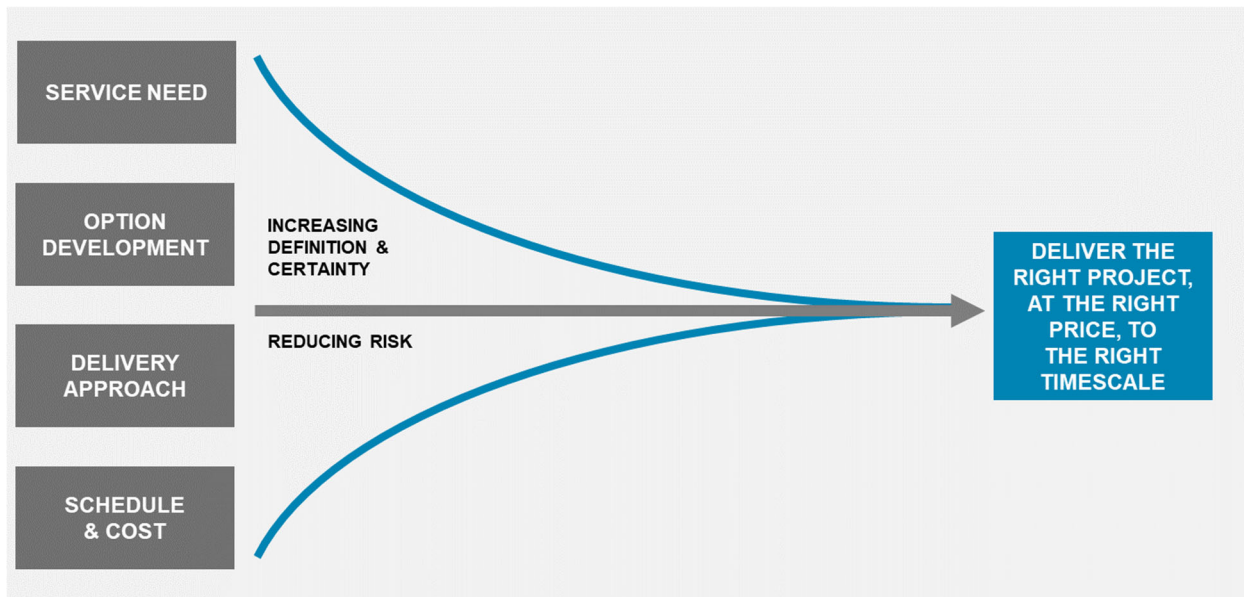 SERVICE NEED
OPTION
DEVELOPMENT
DELIVERY
APPROACH
SCHEDULE
& COST
INCREASING
DEFINITION &
CERTAINTY
REDUCING RISK
DELIVER THE
RIGHT PROJECT,
AT THE RIGHT
PRICE, TO
THE RIGHT
TIMESCALE